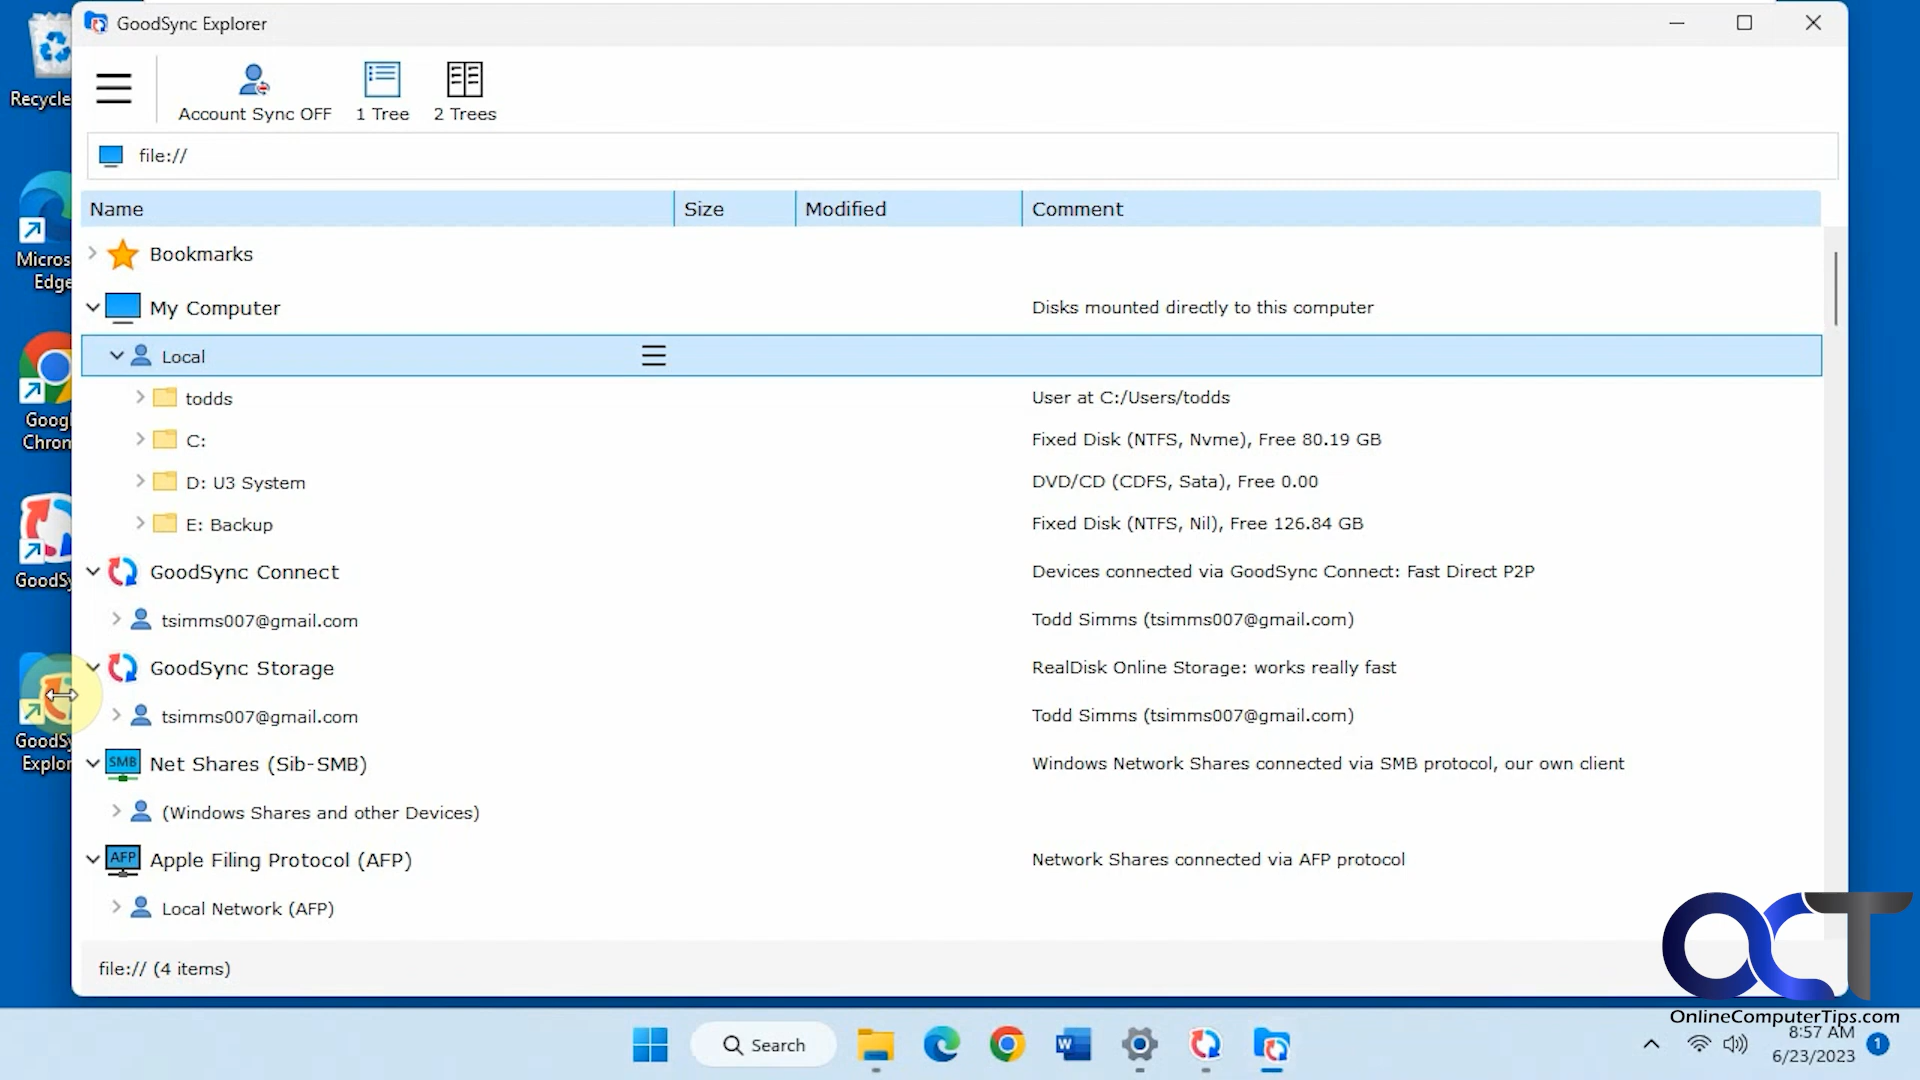 GoodSync Explorer
Account Sync OFF
1 Tree
2 Trees
file://
Name
Size
Modified
Comment
Bookmarks
My Computer
Disks mounted directly to this computer
Local
todds
User at C:/Users/todds
C:
Fixed Disk (NTFS, Nvme), Free 80.19 GB
D: U3 System
DVD/CD (CDFS, Sata), Free 0.00
E: Backup
Fixed Disk (NTFS, Nil), Free 126.84 GB
GoodSync Connect
Devices connected via GoodSync Connect: Fast Direct P2P
tsimms007@gmail.com
Todd Simms (tsimms007@gmail.com)
GoodSync Storage
RealDisk Online Storage: works really fast
tsimms007@gmail.com
Todd Simms (tsimms007@gmail.com)
SMB
Net Shares (Sib-SMB)
Windows Network Shares connected via SMB protocol, our own client
(Windows Shares and other Devices)
AFP
Apple Filing Protocol (AFP)
Network Shares connected via AFP protocol
Local Network (AFP)
file:// (4 items)
Recycle
Micros
Edge
Goog
Chrom
GoodSy
GoodSy
Explor
OCT
OnlineComputerTips.com
Search
W
8:57 AM
6/23/2023
1